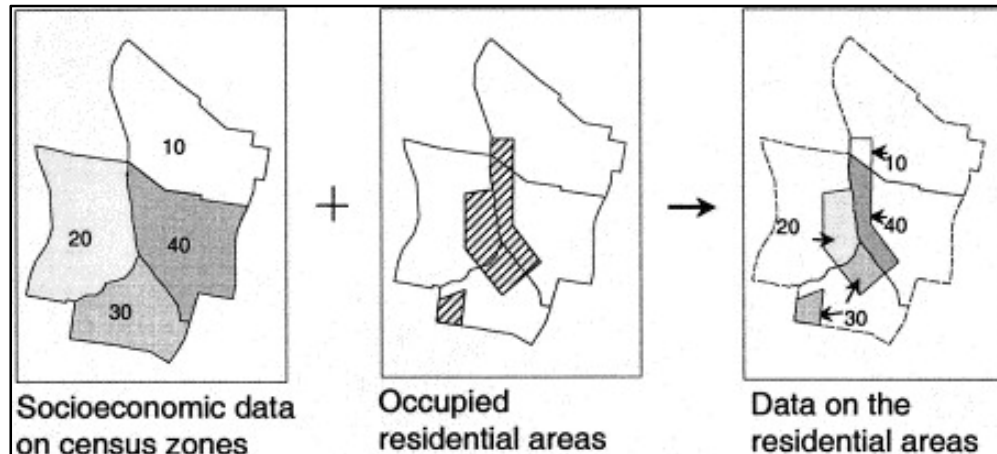 10
20
40
30
+
10
20
40
30
Socioeconomic data
on census zones
Occupied
residential areas
Data on the
residential areas